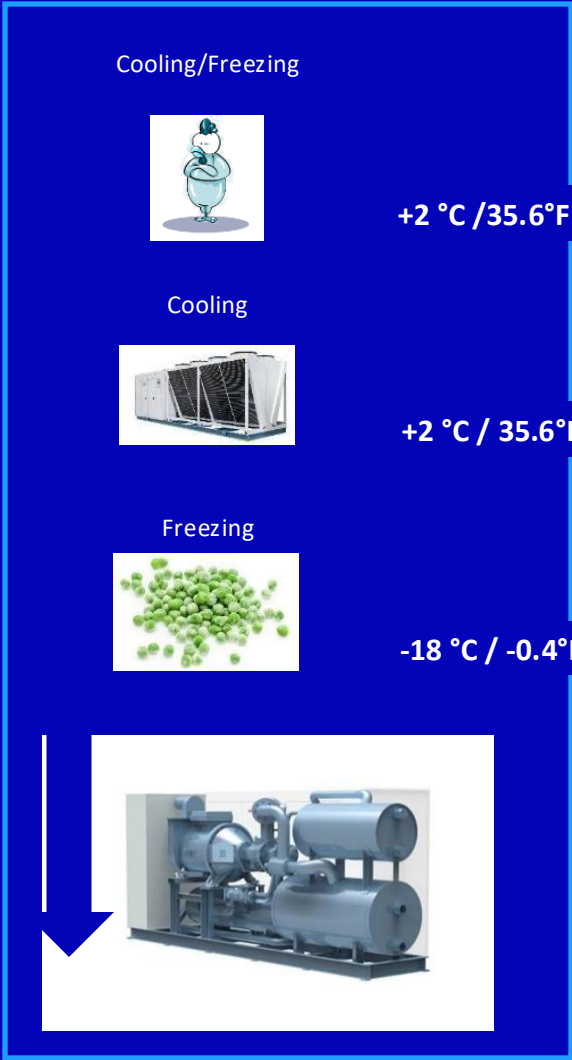 Cooling/Freezing
+2 °C /35.6°F
Cooling
+2 °C / 35.6°F
Freezing
-18 °C / -0.4°F